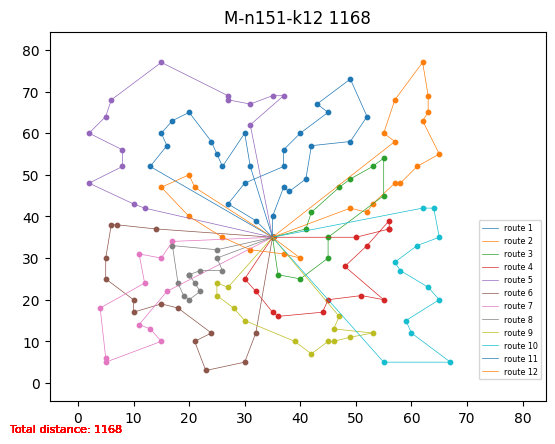 M-n151-k12 1168
80
70
60
50
40
30
20
10
0
0 10 20 30 40 50 60 70 80
route 1
route 2
route 3
route 4
route 5
route 6
route 7
route 8
route 9
route 10
route 11
route 12
Total distance: 1168